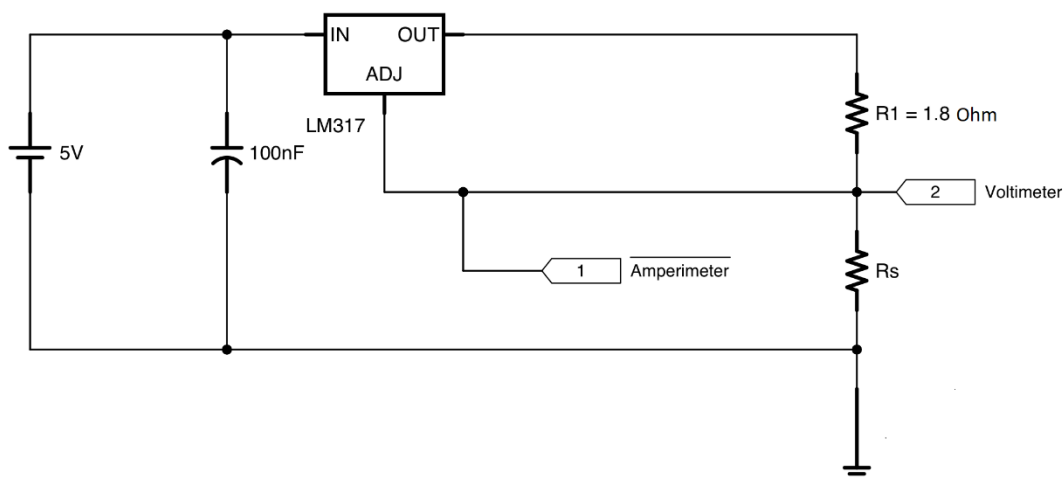 IN OUT
ADJ
LM317
R1 = 1.8 Ohm
5V
100nF
2 Voltimeter
1 Amperimeter
Rs